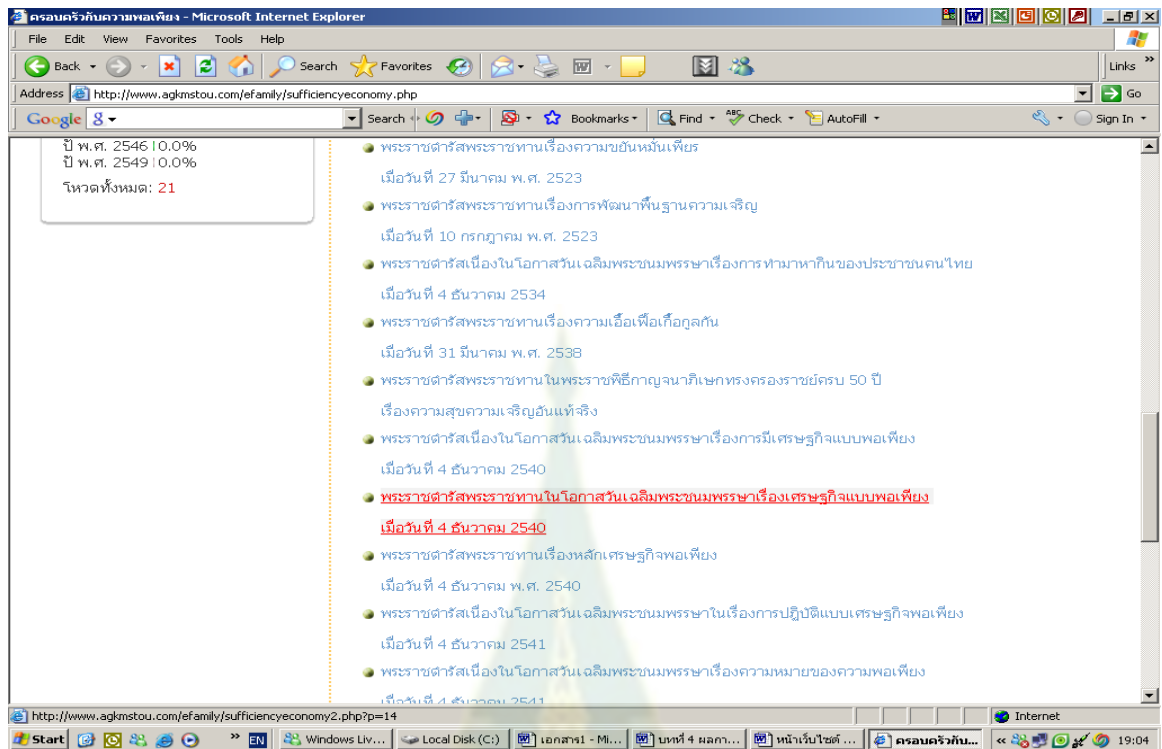 ครอบครัวกับความพอเพียง - Microsoft Internet Explorer
File Edit View Favorites Tools Help
Back Search Favorites Links »
Address http://www.agkmstou.com/efamily/sufficiencyeconomy.php Go
Google Search Bookmarks Find Check AutoFill Sign In
ปี พ.ศ. 2546 | 0.0%
ปี พ.ศ. 2549 | 0.0%
โหวตทั้งหมด: 21
พระราชดำรัสพระราชทานเรื่องความขยันหมั่นเพียร
เมื่อวันที่ 27 มีนาคม พ.ศ. 2523
พระราชดำรัสพระราชทานเรื่องการพัฒนาพื้นฐานความเจริญ
เมื่อวันที่ 10 กรกฎาคม พ.ศ. 2523
พระราชดำรัสเนื่องในโอกาสวันเฉลิมพระชนมพรรษาเรื่องการทำมาหากินของประชาชนคนไทย
เมื่อวันที่ 4 ธันวาคม 2534
พระราชดำรัสพระราชทานเรื่องความเอื้อเฟื้อเกื้อกูลกัน
เมื่อวันที่ 31 มีนาคม พ.ศ. 2538
พระราชดำรัสพระราชทานในพระราชพิธีกาญจนาภิเษกทรงครองราชย์ครบ 50 ปี
เรื่องความสุขความเจริญอันแท้จริง
พระราชดำรัสเนื่องในโอกาสวันเฉลิมพระชนมพรรษาเรื่องการมีเศรษฐกิจแบบพอเพียง
เมื่อวันที่ 4 ธันวาคม 2540
พระราชดำรัสพระราชทานในโอกาสวันเฉลิมพระชนมพรรษาเรื่องเศรษฐกิจแบบพอเพียง
เมื่อวันที่ 4 ธันวาคม 2540
พระราชดำรัสพระราชทานเรื่องหลักเศรษฐกิจพอเพียง
เมื่อวันที่ 4 ธันวาคม พ.ศ. 2540
พระราชดำรัสเนื่องในโอกาสวันเฉลิมพระชนมพรรษาในเรื่องการปฏิบัติแบบเศรษฐกิจพอเพียง
เมื่อวันที่ 4 ธันวาคม 2541
พระราชดำรัสเนื่องในโอกาสวันเฉลิมพระชนมพรรษาเรื่องความหมายของความพอเพียง
เมื่อวันที่ 4 ธันวาคม 2541
http://www.agkmstou.com/efamily/sufficiencyeconomy2.php?p=14 Internet
Start » EN Windows Liv... Local Disk (C:) เอกสาร1 - Mi... บทที่ 4 ผลกา... หน้าเว็บไซต์ ... ครอบครัวกับ... « 19:04